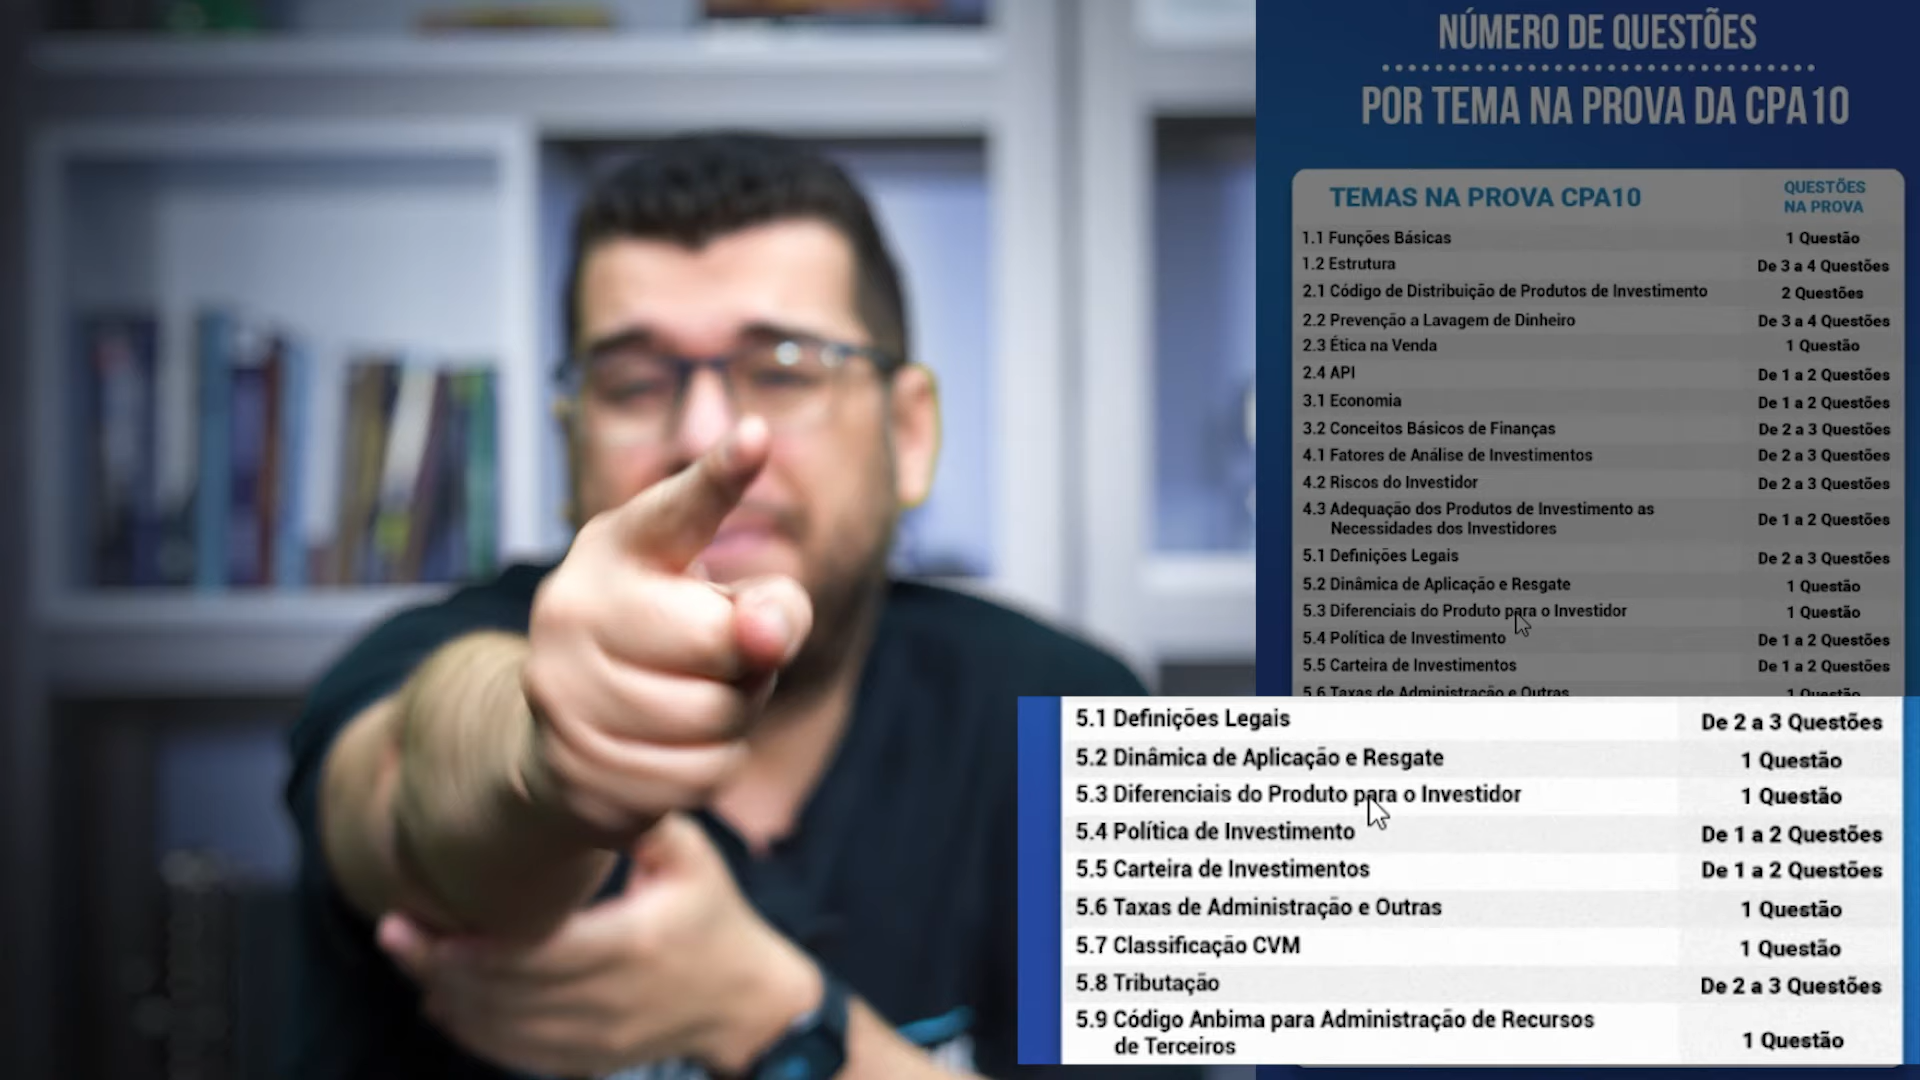 NÚMERO DE QUESTÕES
POR TEMA NA PROVA DA CPA10
TEMAS NA PROVA CPA10
QUESTÕES
NA PROVA
1.1 Funções Básicas 1 Questão
1.2 Estrutura De 3 a 4 Questões
2.1 Código de Distribuição de Produtos de Investimento 2 Questões
2.2 Prevenção a Lavagem de Dinheiro De 3 a 4 Questões
2.3 Ética na Venda 1 Questão
2.4 API De 1 a 2 Questões
3.1 Economia De 1 a 2 Questões
3.2 Conceitos Básicos de Finanças De 2 a 3 Questões
4.1 Fatores de Análise de Investimentos De 2 a 3 Questões
4.2 Riscos do Investidor De 2 a 3 Questões
4.3 Adequação dos Produtos de Investimento as
Necessidades dos Investidores De 1 a 2 Questões
5.1 Definições Legais De 2 a 3 Questões
5.2 Dinâmica de Aplicação e Resgate 1 Questão
5.3 Diferenciais do Produto para o Investidor 1 Questão
5.4 Política de Investimento De 1 a 2 Questões
5.5 Carteira de Investimentos De 1 a 2 Questões
5.6 Taxas de Administração e Outras 1 Questão
5.1 Definições Legais De 2 a 3 Questões
5.2 Dinâmica de Aplicação e Resgate 1 Questão
5.3 Diferenciais do Produto para o Investidor 1 Questão
5.4 Política de Investimento De 1 a 2 Questões
5.5 Carteira de Investimentos De 1 a 2 Questões
5.6 Taxas de Administração e Outras 1 Questão
5.7 Classificação CVM 1 Questão
5.8 Tributação De 2 a 3 Questões
5.9 Código Anbima para Administração de Recursos
de Terceiros 1 Questão